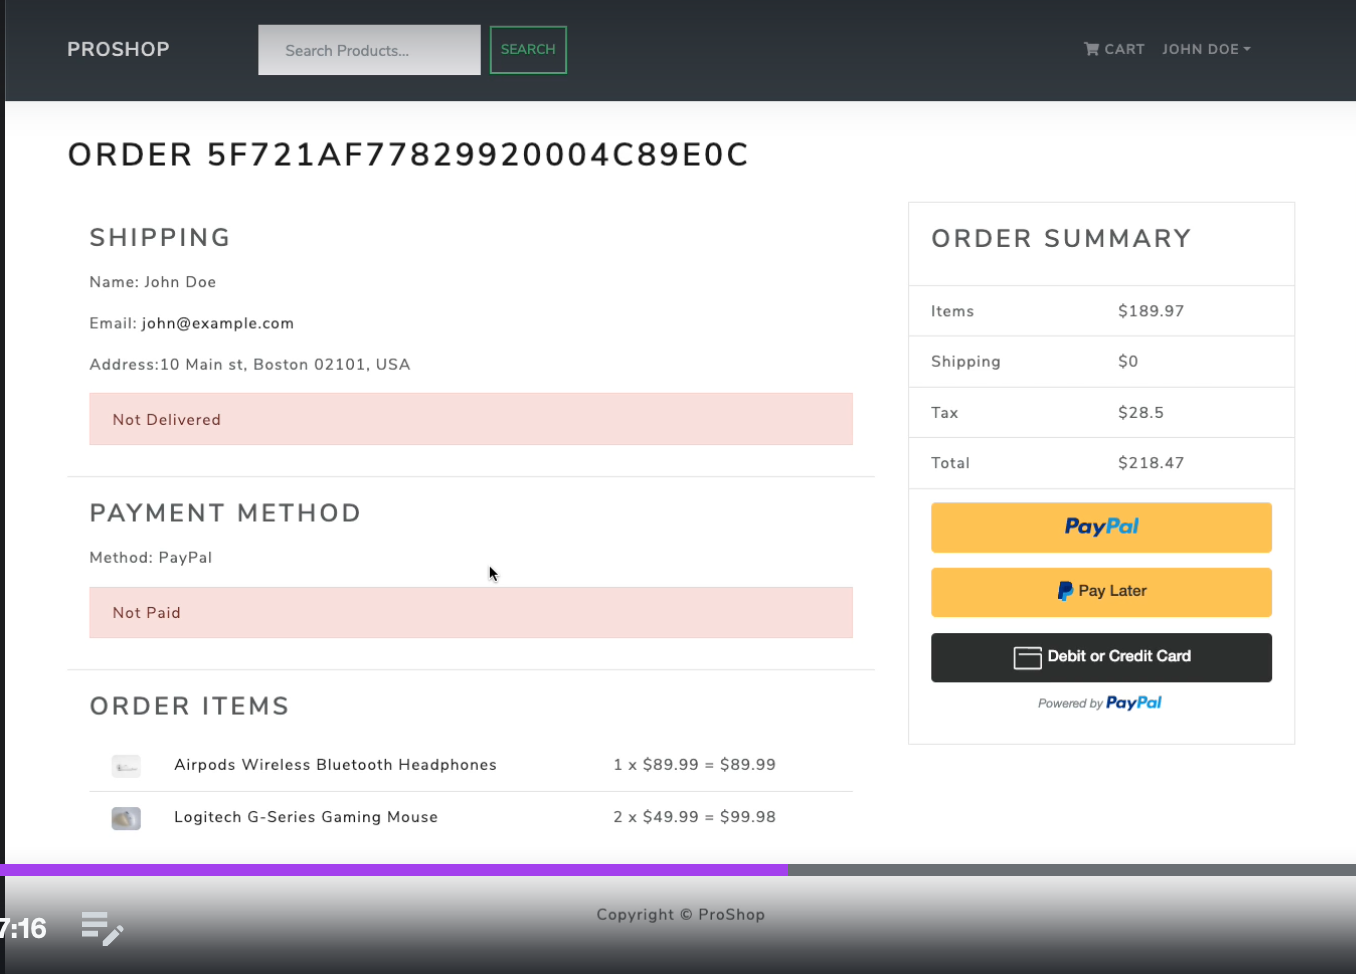 PROSHOP
Search Products...
SEARCH
CART
JOHN DOE
ORDER 5F721AF77829920004C89E0C
SHIPPING
Name: John Doe
Email: john@example.com
Address:10 Main st, Boston 02101, USA
Not Delivered
PAYMENT METHOD
Method: PayPal
Not Paid
ORDER ITEMS
Airpods Wireless Bluetooth Headphones 1 x $89.99 = $89.99
Logitech G-Series Gaming Mouse 2 x $49.99 = $99.98
ORDER SUMMARY
Items $189.97
Shipping $0
Tax $28.5
Total $218.47
PayPal
Pay Later
Debit or Credit Card
Powered by PayPal
7:16
Copyright © ProShop